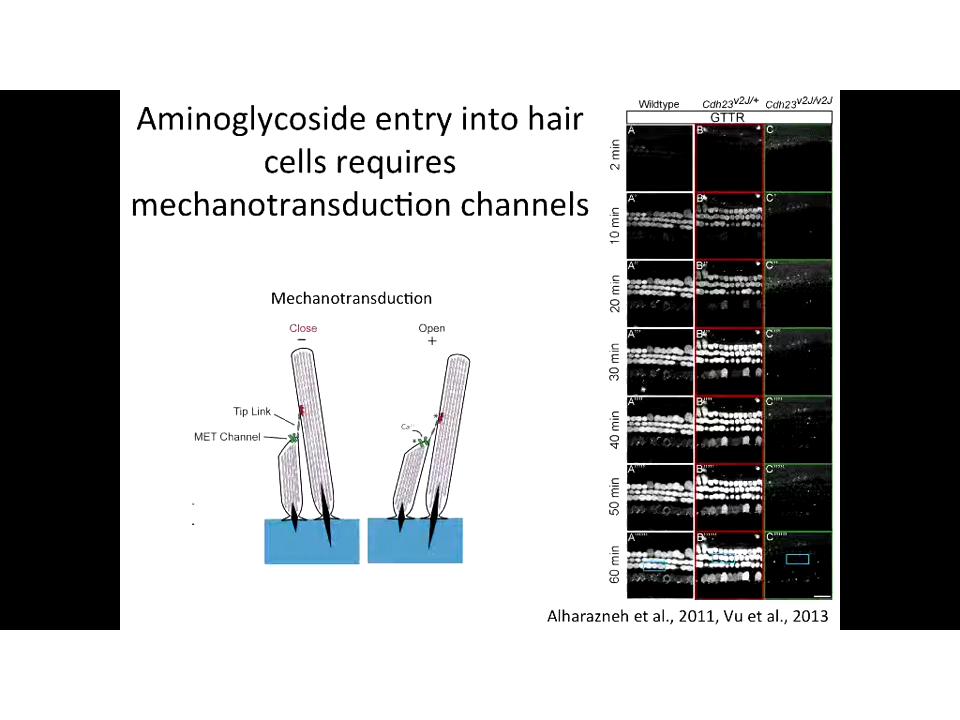 Aminoglycoside entry into hair
cells requires
mechanotransduction channels
Mechanotransduction
Close
−
Open
+
Tip Link
MET Channel
Ca²⁺
Wildtype Cdh23v2J/+ Cdh23v2J/v2J
GTTR
A B C
2 min
A' B' C'
10 min
A'' B'' C''
20 min
A''' B''' C'''
30 min
A'''' B'''' C''''
40 min
A''''' B''''' C'''''
50 min
A'''''' B'''''' C''''''
60 min
Alharazneh et al., 2011, Vu et al., 2013